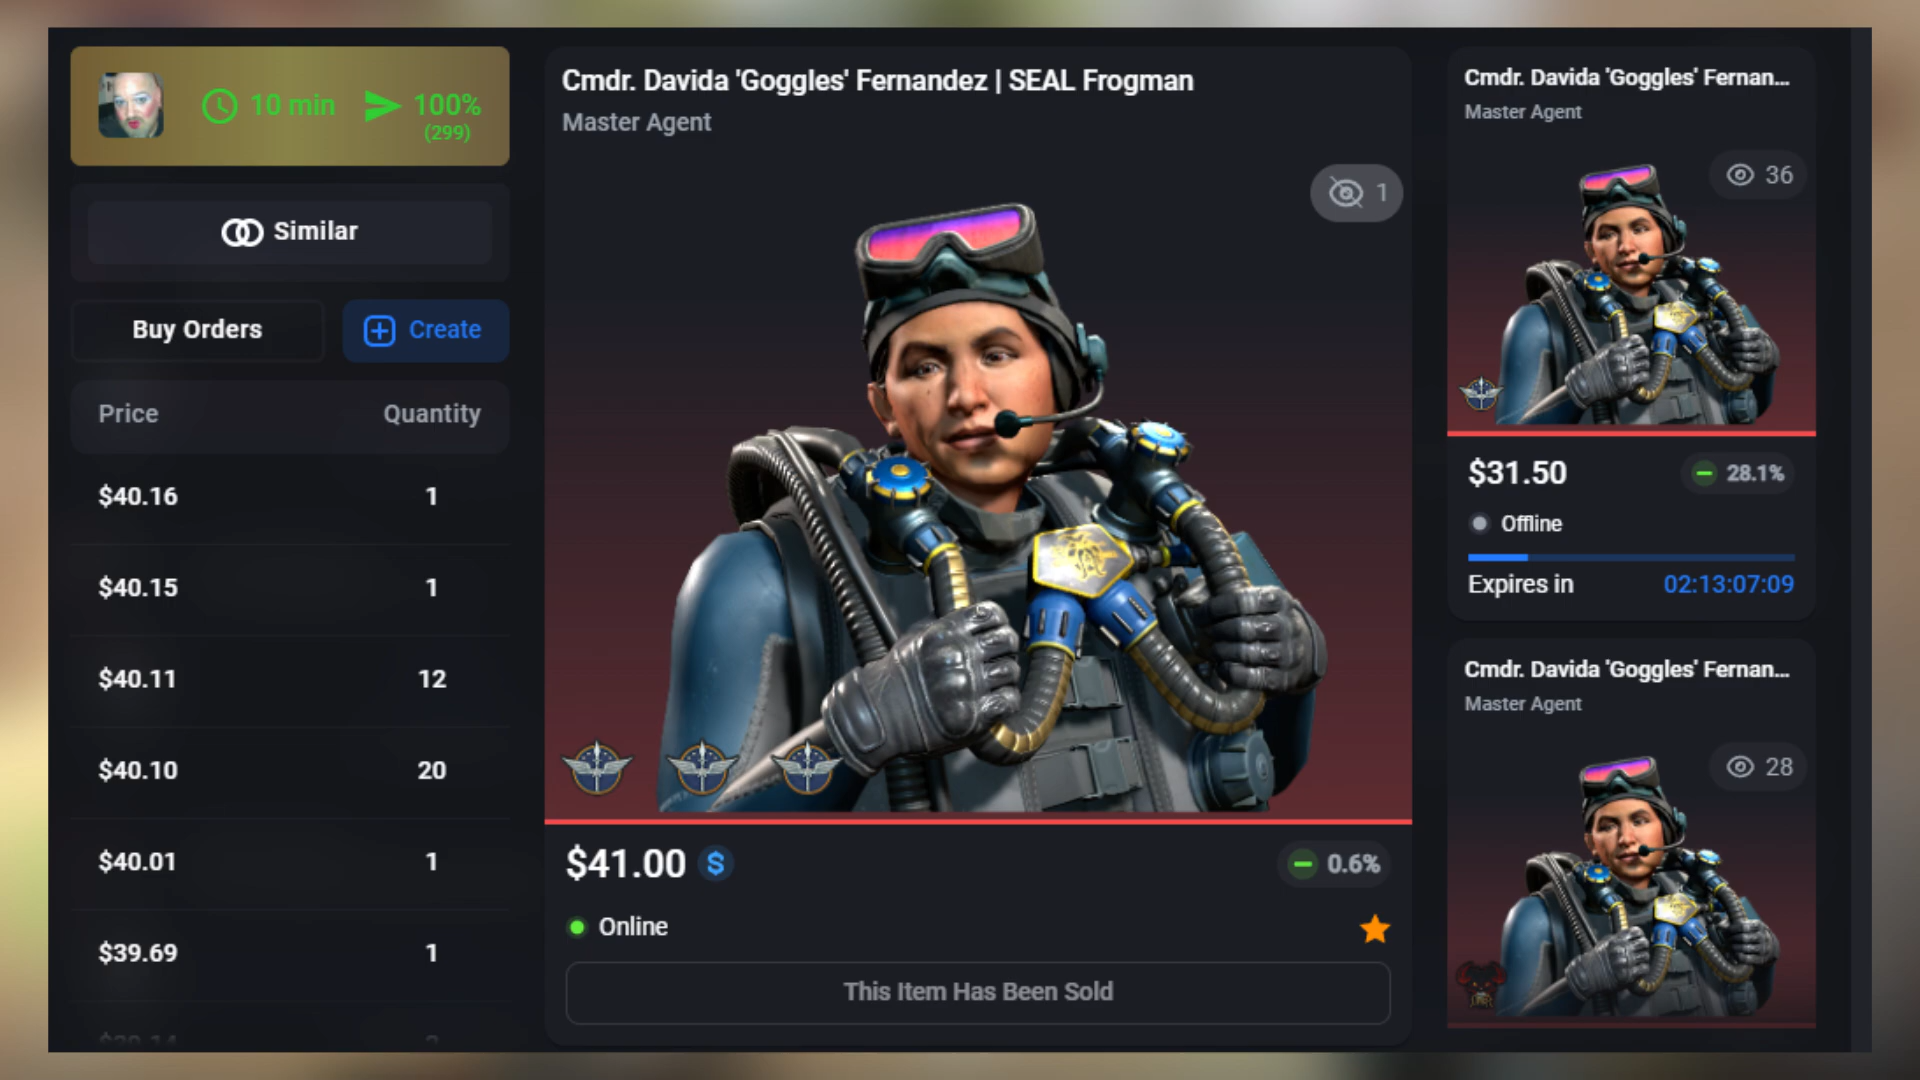 10 min
100%
(299)
Similar
Buy Orders
Create
Price Quantity
$40.16 1
$40.15 1
$40.11 12
$40.10 20
$40.01 1
$39.69 1
Cmdr. Davida 'Goggles' Fernandez | SEAL Frogman
Master Agent
1
$41.00
0.6%
Online
This Item Has Been Sold
Cmdr. Davida 'Goggles' Fernan...
Master Agent
36
$31.50
28.1%
Offline
Expires in 02:13:07:09
Cmdr. Davida 'Goggles' Fernan...
Master Agent
28